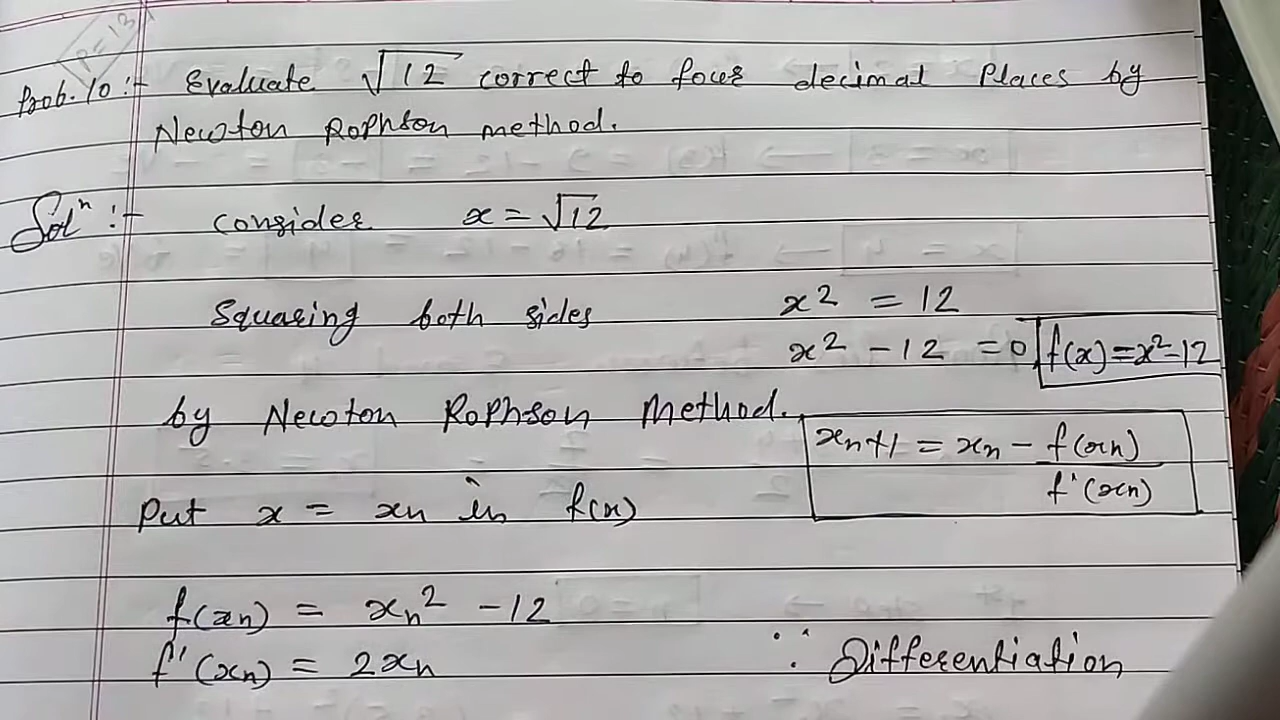 Prob. 10 :- Evaluate √12 correct to four decimal Places by
Newton Rophson method.
Solⁿ :- consider x = √12
Squaring both sides x² = 12
x² - 12 = 0 f(x) = x² - 12
by Newton Rophson Method.
xn+1 = xn - f(xn) / f'(xn)
Put x = xn in f(x)
f(xn) = xn² - 12
f'(xn) = 2xn ∵ Differentiation